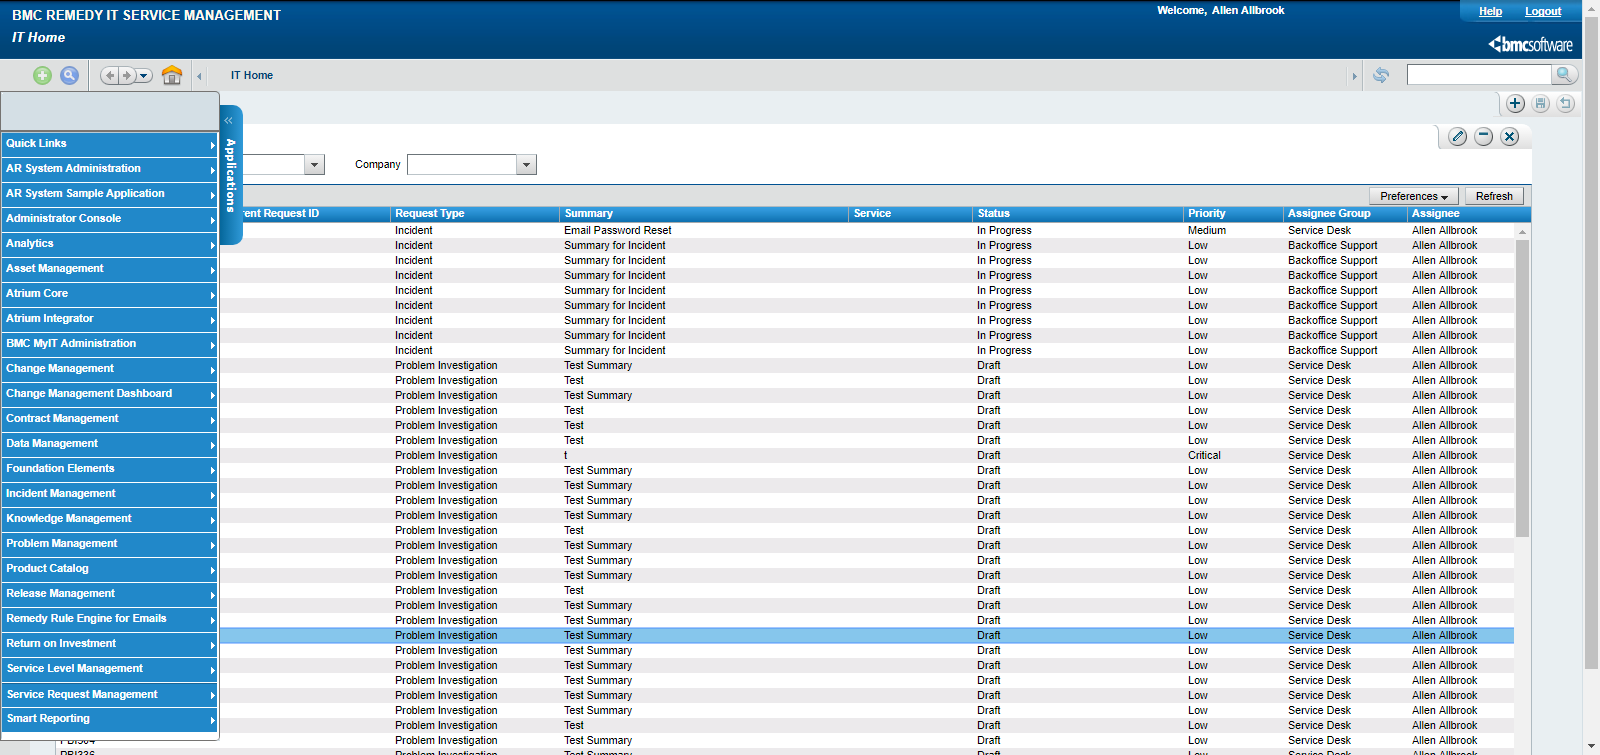 BMC REMEDY IT SERVICE MANAGEMENT
Welcome, Allen Allbrook
Help Logout
IT Home
bmcsoftware
IT Home
Applications
Company
Preferences Refresh
Quick Links
AR System Administration
AR System Sample Application
Administrator Console
Analytics
Asset Management
Atrium Core
Atrium Integrator
BMC MyIT Administration
Change Management
Change Management Dashboard
Contract Management
Data Management
Foundation Elements
Incident Management
Knowledge Management
Problem Management
Product Catalog
Release Management
Remedy Rule Engine for Emails
Return on Investment
Service Level Management
Service Request Management
Smart Reporting
Request ID Request Type Summary Service Status Priority Assignee Group Assignee
Incident Email Password Reset In Progress Medium Service Desk Allen Allbrook
Incident Summary for Incident In Progress Low Backoffice Support Allen Allbrook
Incident Summary for Incident In Progress Low Backoffice Support Allen Allbrook
Incident Summary for Incident In Progress Low Backoffice Support Allen Allbrook
Incident Summary for Incident In Progress Low Backoffice Support Allen Allbrook
Incident Summary for Incident In Progress Low Backoffice Support Allen Allbrook
Incident Summary for Incident In Progress Low Backoffice Support Allen Allbrook
Incident Summary for Incident In Progress Low Backoffice Support Allen Allbrook
Incident Summary for Incident In Progress Low Backoffice Support Allen Allbrook
Problem Investigation Test Summary Draft Low Service Desk Allen Allbrook
Problem Investigation Test Draft Low Service Desk Allen Allbrook
Problem Investigation Test Summary Draft Low Service Desk Allen Allbrook
Problem Investigation Test Draft Low Service Desk Allen Allbrook
Problem Investigation Test Draft Low Service Desk Allen Allbrook
Problem Investigation Test Draft Low Service Desk Allen Allbrook
Problem Investigation t Draft Critical Service Desk Allen Allbrook
Problem Investigation Test Summary Draft Low Service Desk Allen Allbrook
Problem Investigation Test Summary Draft Low Service Desk Allen Allbrook
Problem Investigation Test Summary Draft Low Service Desk Allen Allbrook
Problem Investigation Test Summary Draft Low Service Desk Allen Allbrook
Problem Investigation Test Draft Low Service Desk Allen Allbrook
Problem Investigation Test Summary Draft Low Service Desk Allen Allbrook
Problem Investigation Test Summary Draft Low Service Desk Allen Allbrook
Problem Investigation Test Summary Draft Low Service Desk Allen Allbrook
Problem Investigation Test Draft Low Service Desk Allen Allbrook
Problem Investigation Test Summary Draft Low Service Desk Allen Allbrook
Problem Investigation Test Summary Draft Low Service Desk Allen Allbrook
Problem Investigation Test Summary Draft Low Service Desk Allen Allbrook
Problem Investigation Test Summary Draft Low Service Desk Allen Allbrook
Problem Investigation Test Summary Draft Low Service Desk Allen Allbrook
Problem Investigation Test Summary Draft Low Service Desk Allen Allbrook
Problem Investigation Test Summary Draft Low Service Desk Allen Allbrook
Problem Investigation Test Summary Draft Low Service Desk Allen Allbrook
Problem Investigation Test Draft Low Service Desk Allen Allbrook
Problem Investigation Test Summary Draft Low Service Desk Allen Allbrook
Problem Investigation Test Summary Draft Low Service Desk Allen Allbrook